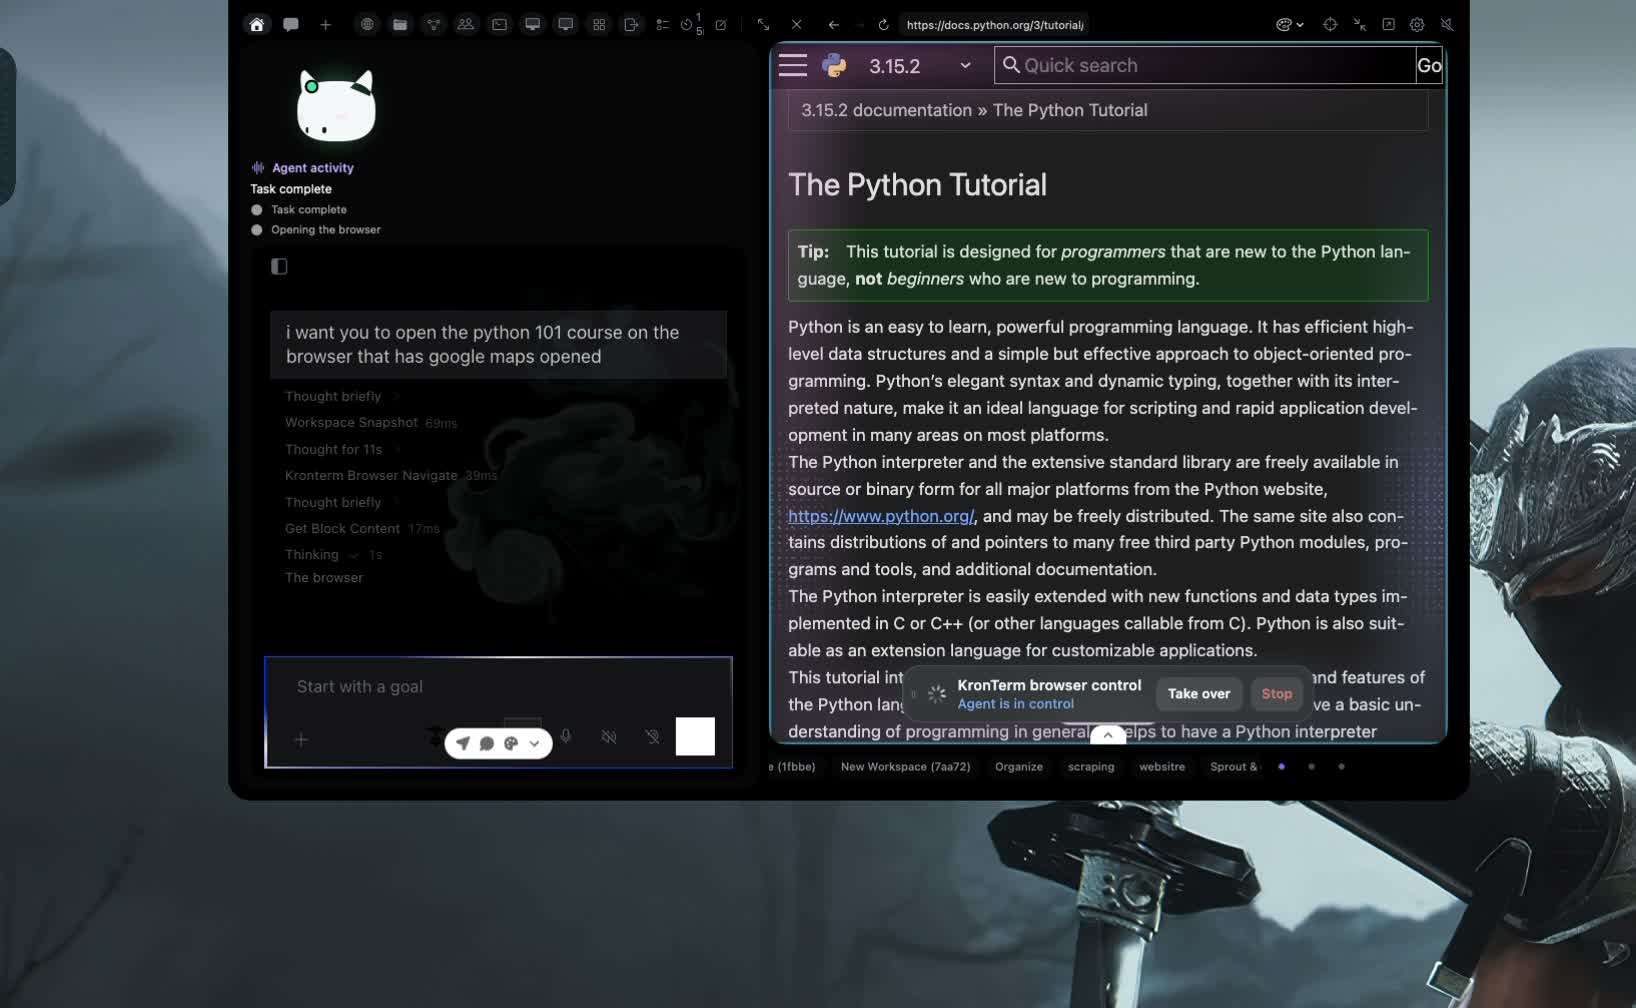 1
5
https://docs.python.org/3/tutorial/
Agent activity
Task complete
Task complete
Opening the browser
i want you to open the python 101 course on the
browser that has google maps opened
Thought briefly
Workspace Snapshot 69ms
Thought for 11s
Kronterm Browser Navigate 39ms
Thought briefly
Get Block Content 17ms
Thinking 1s
The browser
Start with a goal
3.15.2
Quick search
Go
3.15.2 documentation » The Python Tutorial
The Python Tutorial
Tip: This tutorial is designed for programmers that are new to the Python lan-
guage, not beginners who are new to programming.
Python is an easy to learn, powerful programming language. It has efficient high-
level data structures and a simple but effective approach to object-oriented pro-
gramming. Python’s elegant syntax and dynamic typing, together with its inter-
preted nature, make it an ideal language for scripting and rapid application devel-
opment in many areas on most platforms.
The Python interpreter and the extensive standard library are freely available in
source or binary form for all major platforms from the Python website,
https://www.python.org/, and may be freely distributed. The same site also con-
tains distributions of and pointers to many free third party Python modules, pro-
grams and tools, and additional documentation.
The Python interpreter is easily extended with new functions and data types im-
plemented in C or C++ (or other languages callable from C). Python is also suit-
able as an extension language for customizable applications.
This tutorial int and features of
the Python lang ve a basic un-
derstanding of programming in general elps to have a Python interpreter
KronTerm browser control
Agent is in control
Take over
Stop
e (1fbbe) New Workspace (7aa72) Organize scraping websitre Sprout &